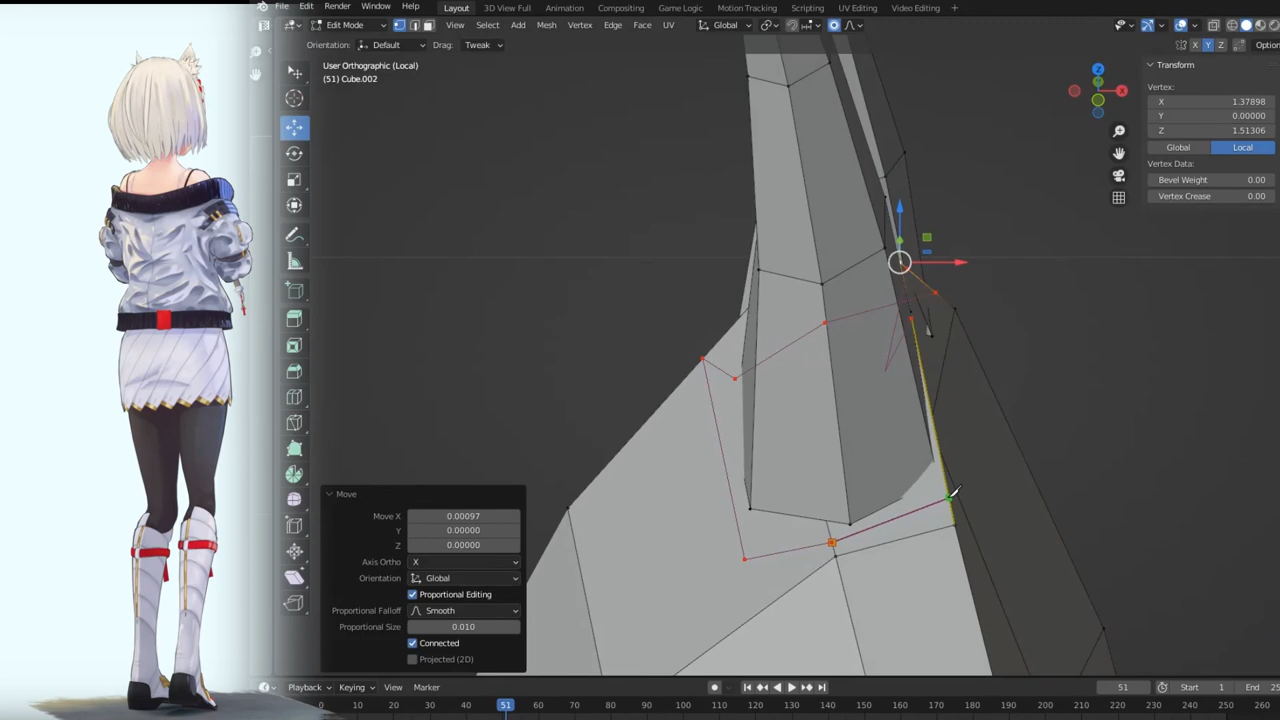 File Edit Render Window Help Layout 3D View Full Animation Compositing Game Logic Motion Tracking Scripting UV Editing Video Editing +
Edit Mode View Select Add Mesh Vertex Edge Face UV Global
Orientation: Default Drag: Tweak X Y Z Option
User Orthographic (Local)
(51) Cube.002
Z
X
Transform
Vertex:
X 1.37898
Y 0.00000
Z 1.51306
Global Local
Vertex Data:
Bevel Weight 0.00
Vertex Crease 0.00
Move
Move X 0.00097
Y 0.00000
Z 0.00000
Axis Ortho X
Orientation Global
Proportional Editing
Proportional Falloff Smooth
Proportional Size 0.010
Connected
Projected (2D)
Playback Keying View Marker 51 Start 1 End 25
0 10 20 30 40 51 60 70 80 90 100 110 120 130 140 150 160 170 180 190 200 210 220 230 240